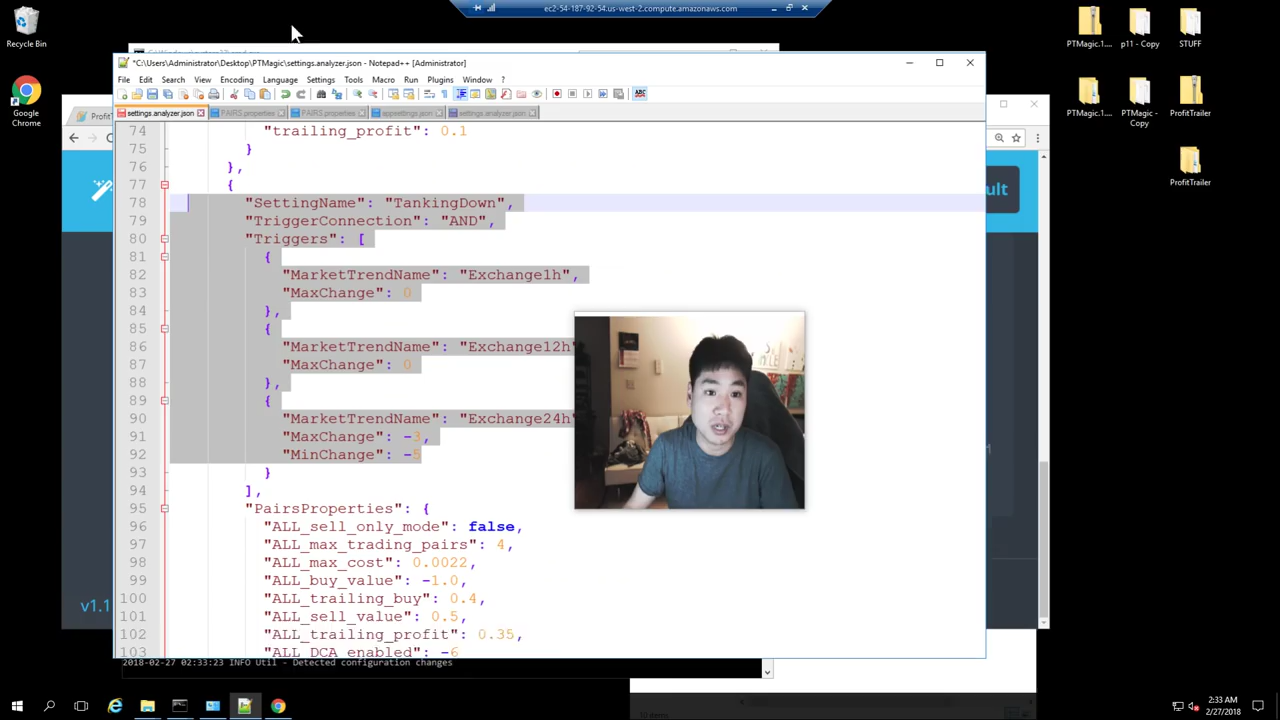 ec2-54-187-92-54.us-west-2.compute.amazonaws.com
Recycle Bin
Google Chrome
PTMagic.1....
p11 - Copy
STUFF
PTMagic.1....
PTMagic - Copy
ProfitTrailer
ProfitTrailer
*C:\Users\Administrator\Desktop\PTMagic\settings.analyzer.json - Notepad++ [Administrator]
File Edit Search View Encoding Language Settings Tools Macro Run Plugins Window ?
settings.analyzer.json PAIRS.properties PAIRS.properties appsettings.json settings.analyzer.json
74 "trailing_profit": 0.1
75 }
76 },
77 {
78 "SettingName": "TankingDown",
79 "TriggerConnection": "AND",
80 "Triggers": [
81 {
82 "MarketTrendName": "Exchange1h",
83 "MaxChange": 0
84 },
85 {
86 "MarketTrendName": "Exchange12h"
87 "MaxChange": 0
88 },
89 {
90 "MarketTrendName": "Exchange24h"
91 "MaxChange": -3,
92 "MinChange": -5
93 }
94 ],
95 "PairsProperties": {
96 "ALL_sell_only_mode": false,
97 "ALL_max_trading_pairs": 4,
98 "ALL_max_cost": 0.0022,
99 "ALL_buy_value": -1.0,
100 "ALL_trailing_buy": 0.4,
101 "ALL_sell_value": 0.5,
102 "ALL_trailing_profit": 0.35,
103 "ALL_DCA_enabled": -6
Profi
ult
v1.1
2018-02-27 02:33:23 INFO Util - Detected configuration changes
10 items
2:33 AM
2/27/2018